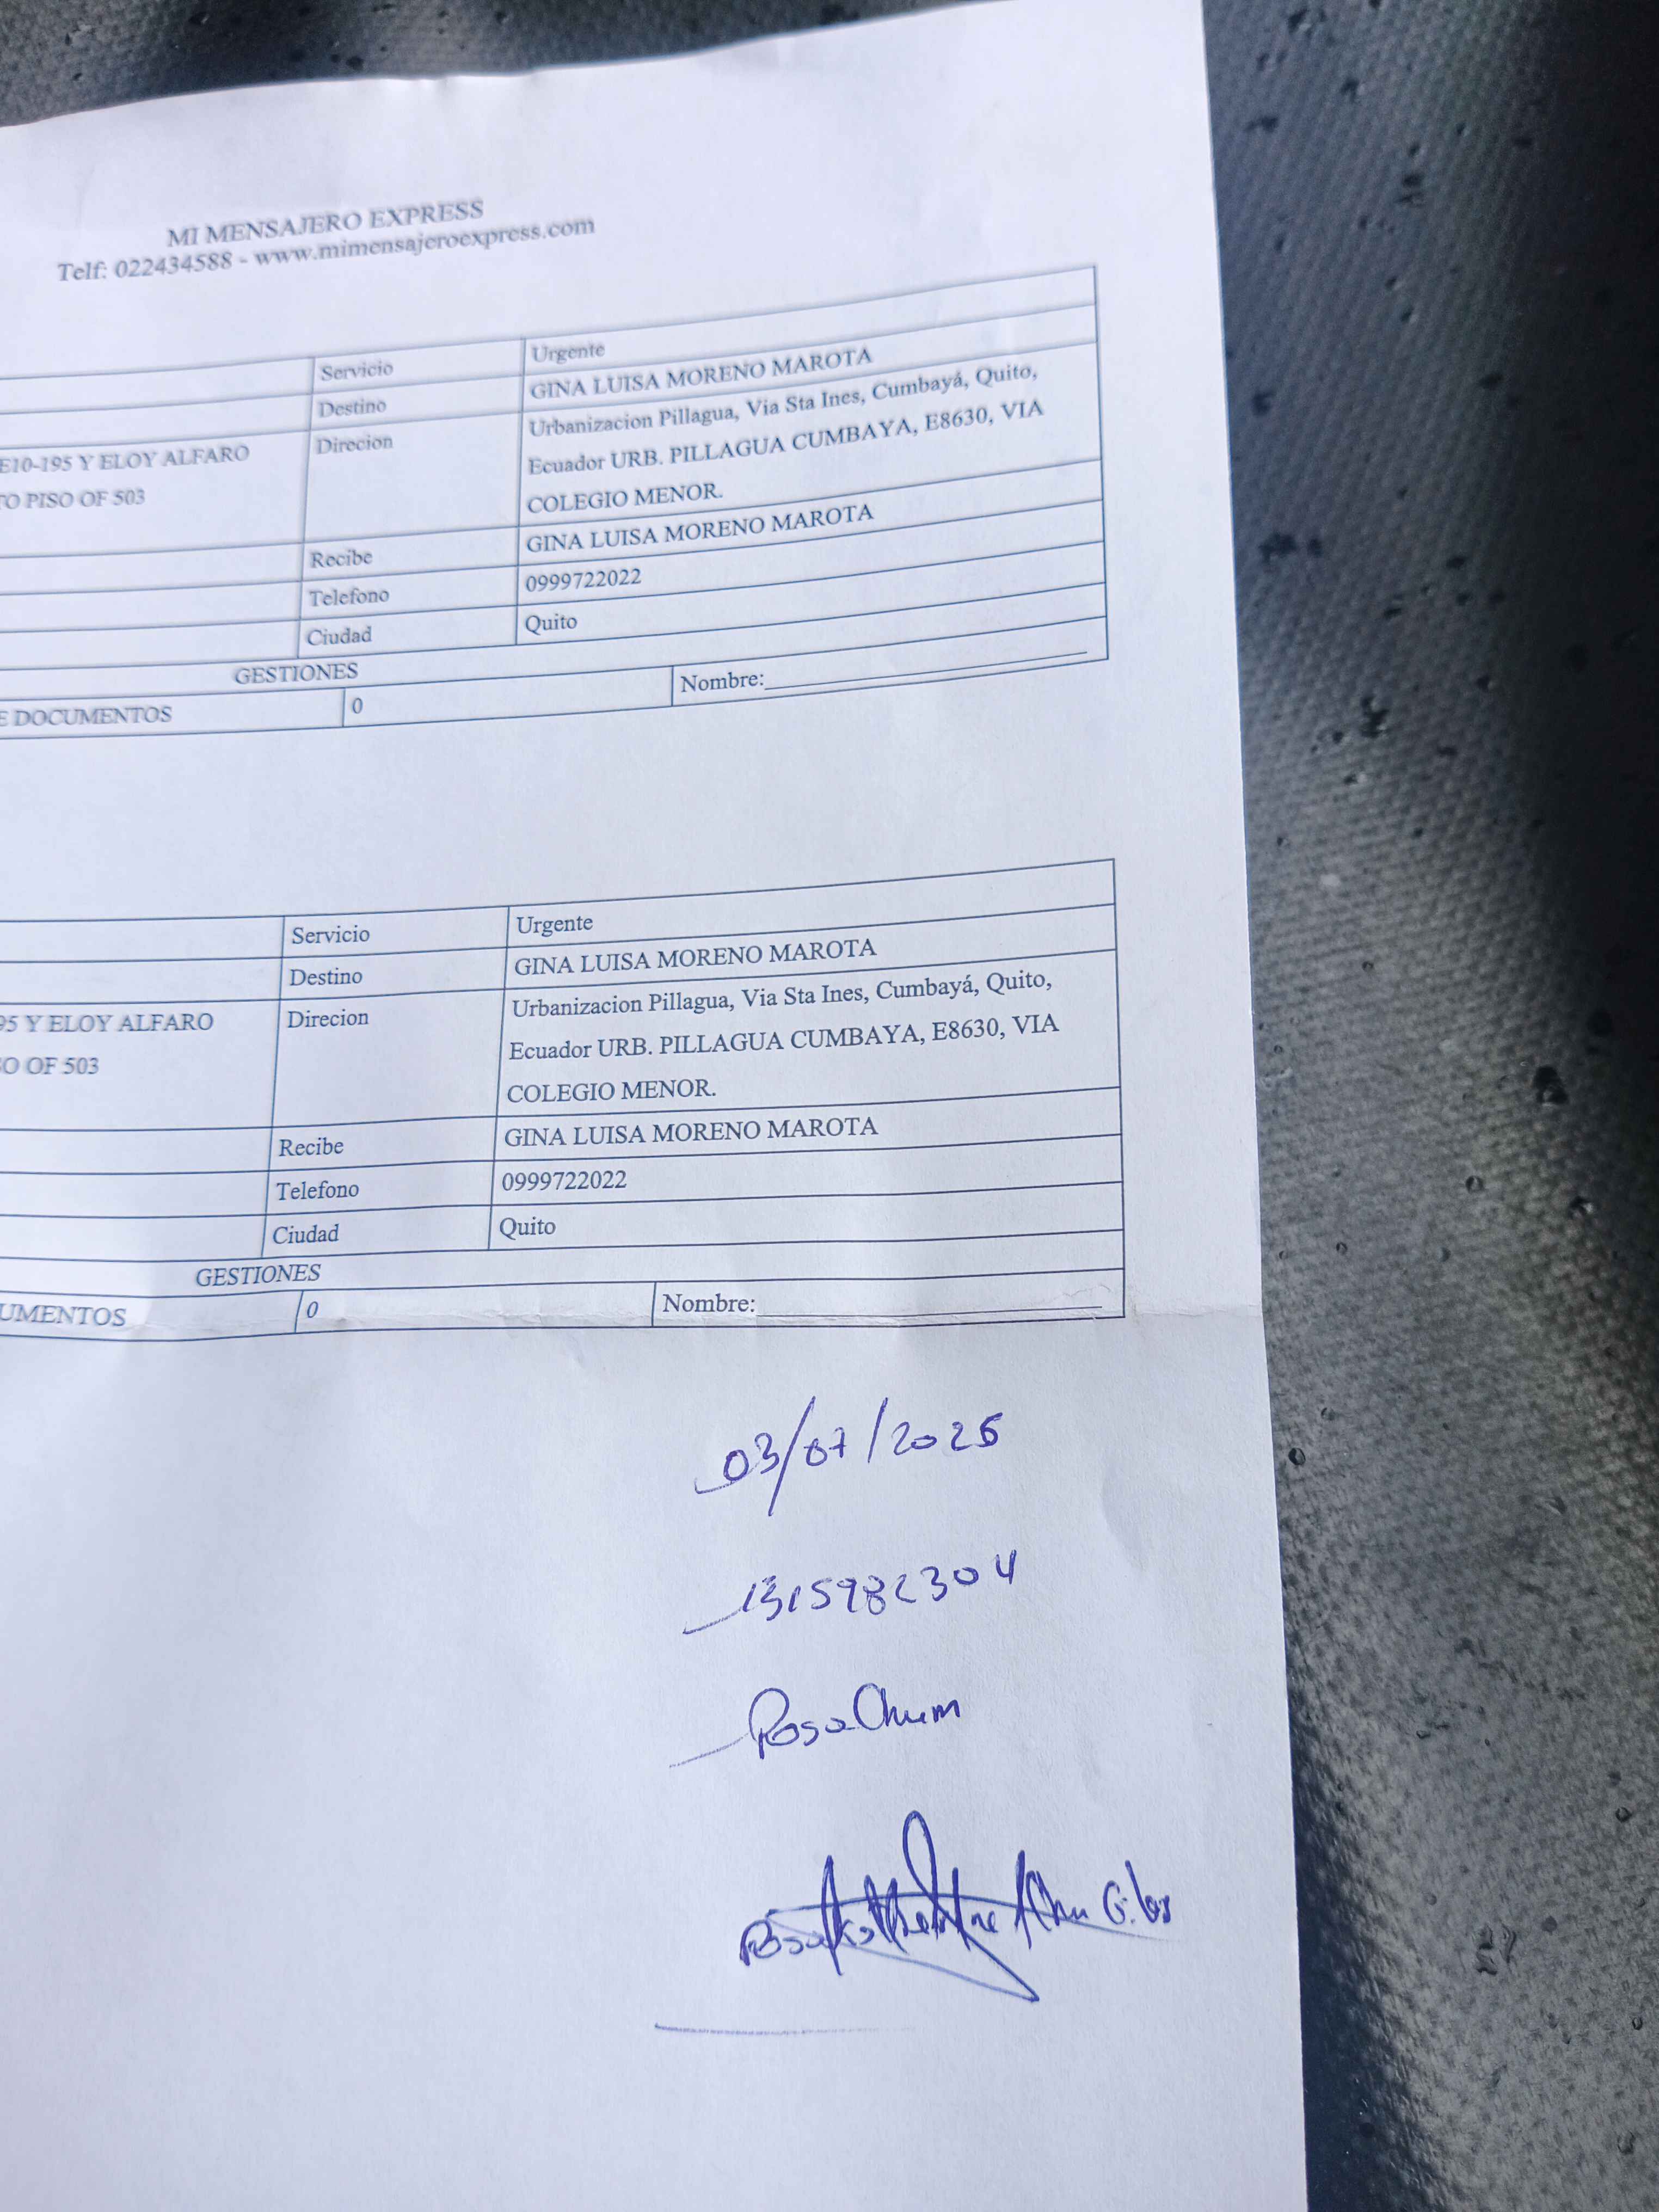 MI MENSAJERO EXPRESS
Telf: 022434588 - www.mimensajeroexpress.com
Servicio Urgente
Destino GINA LUISA MORENO MAROTA
E10-195 Y ELOY ALFARO Direcion Urbanizacion Pillagua, Via Sta Ines, Cumbayá, Quito,
Ecuador URB. PILLAGUA CUMBAYA, E8630, VIA
TO PISO OF 503 COLEGIO MENOR.
Recibe GINA LUISA MORENO MAROTA
Telefono 0999722022
Ciudad Quito
GESTIONES
E DOCUMENTOS 0 Nombre:
Servicio Urgente
Destino GINA LUISA MORENO MAROTA
95 Y ELOY ALFARO Direcion Urbanizacion Pillagua, Via Sta Ines, Cumbayá, Quito,
Ecuador URB. PILLAGUA CUMBAYA, E8630, VIA
SO OF 503 COLEGIO MENOR.
Recibe GINA LUISA MORENO MAROTA
Telefono 0999722022
Ciudad Quito
GESTIONES
UMENTOS 0 Nombre:
03/07/2025
1315982304
Rosa